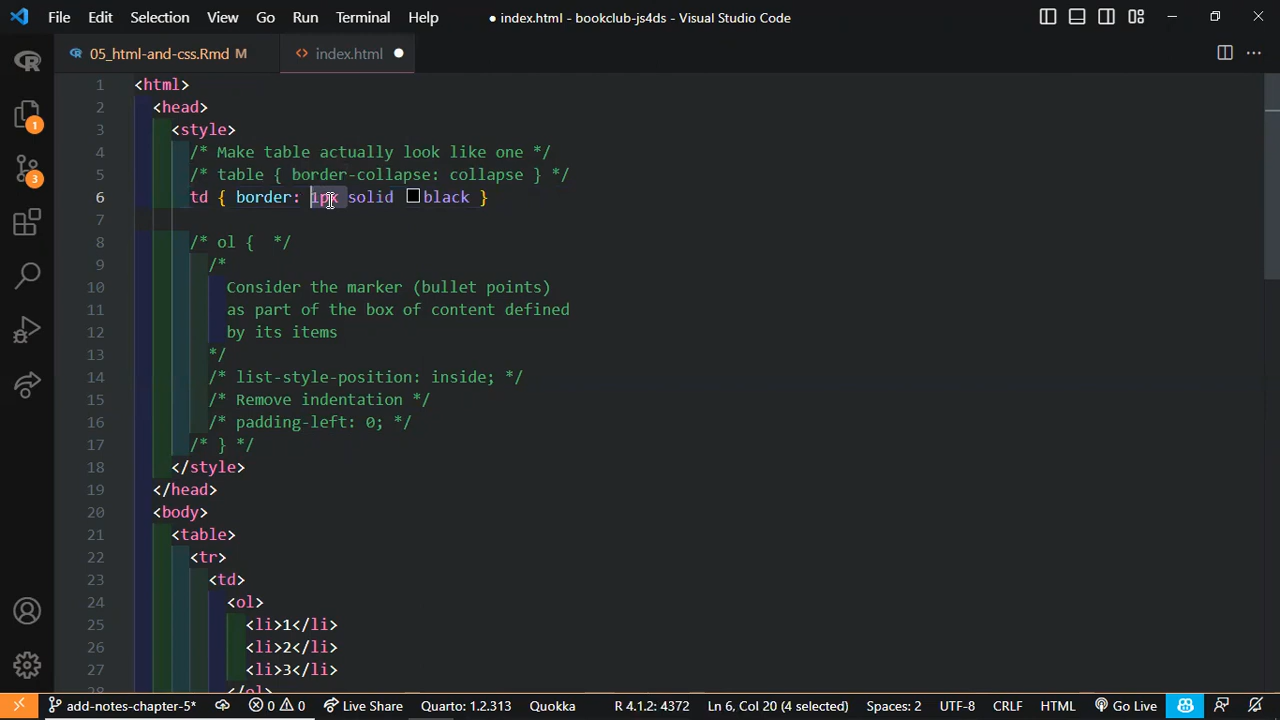 File Edit Selection View Go Run Terminal Help ● index.html - bookclub-js4ds - Visual Studio Code
05_html-and-css.Rmd M <> index.html ●
1 <html>
2 <head>
3 <style>
4 /* Make table actually look like one */
5 /* table { border-collapse: collapse } */
6 td { border: 1px solid black }
7
8 /* ol {  */
9 /*
10 Consider the marker (bullet points)
11 as part of the box of content defined
12 by its items
13 */
14 /* list-style-position: inside; */
15 /* Remove indentation */
16 /* padding-left: 0; */
17 /* } */
18 </style>
19 </head>
20 <body>
21 <table>
22 <tr>
23 <td>
24 <ol>
25 <li>1</li>
26 <li>2</li>
27 <li>3</li>
28 </ol>
1
3
add-notes-chapter-5* 0 0 Live Share Quarto: 1.2.313 Quokka R 4.1.2: 4372 Ln 6, Col 20 (4 selected) Spaces: 2 UTF-8 CRLF HTML Go Live